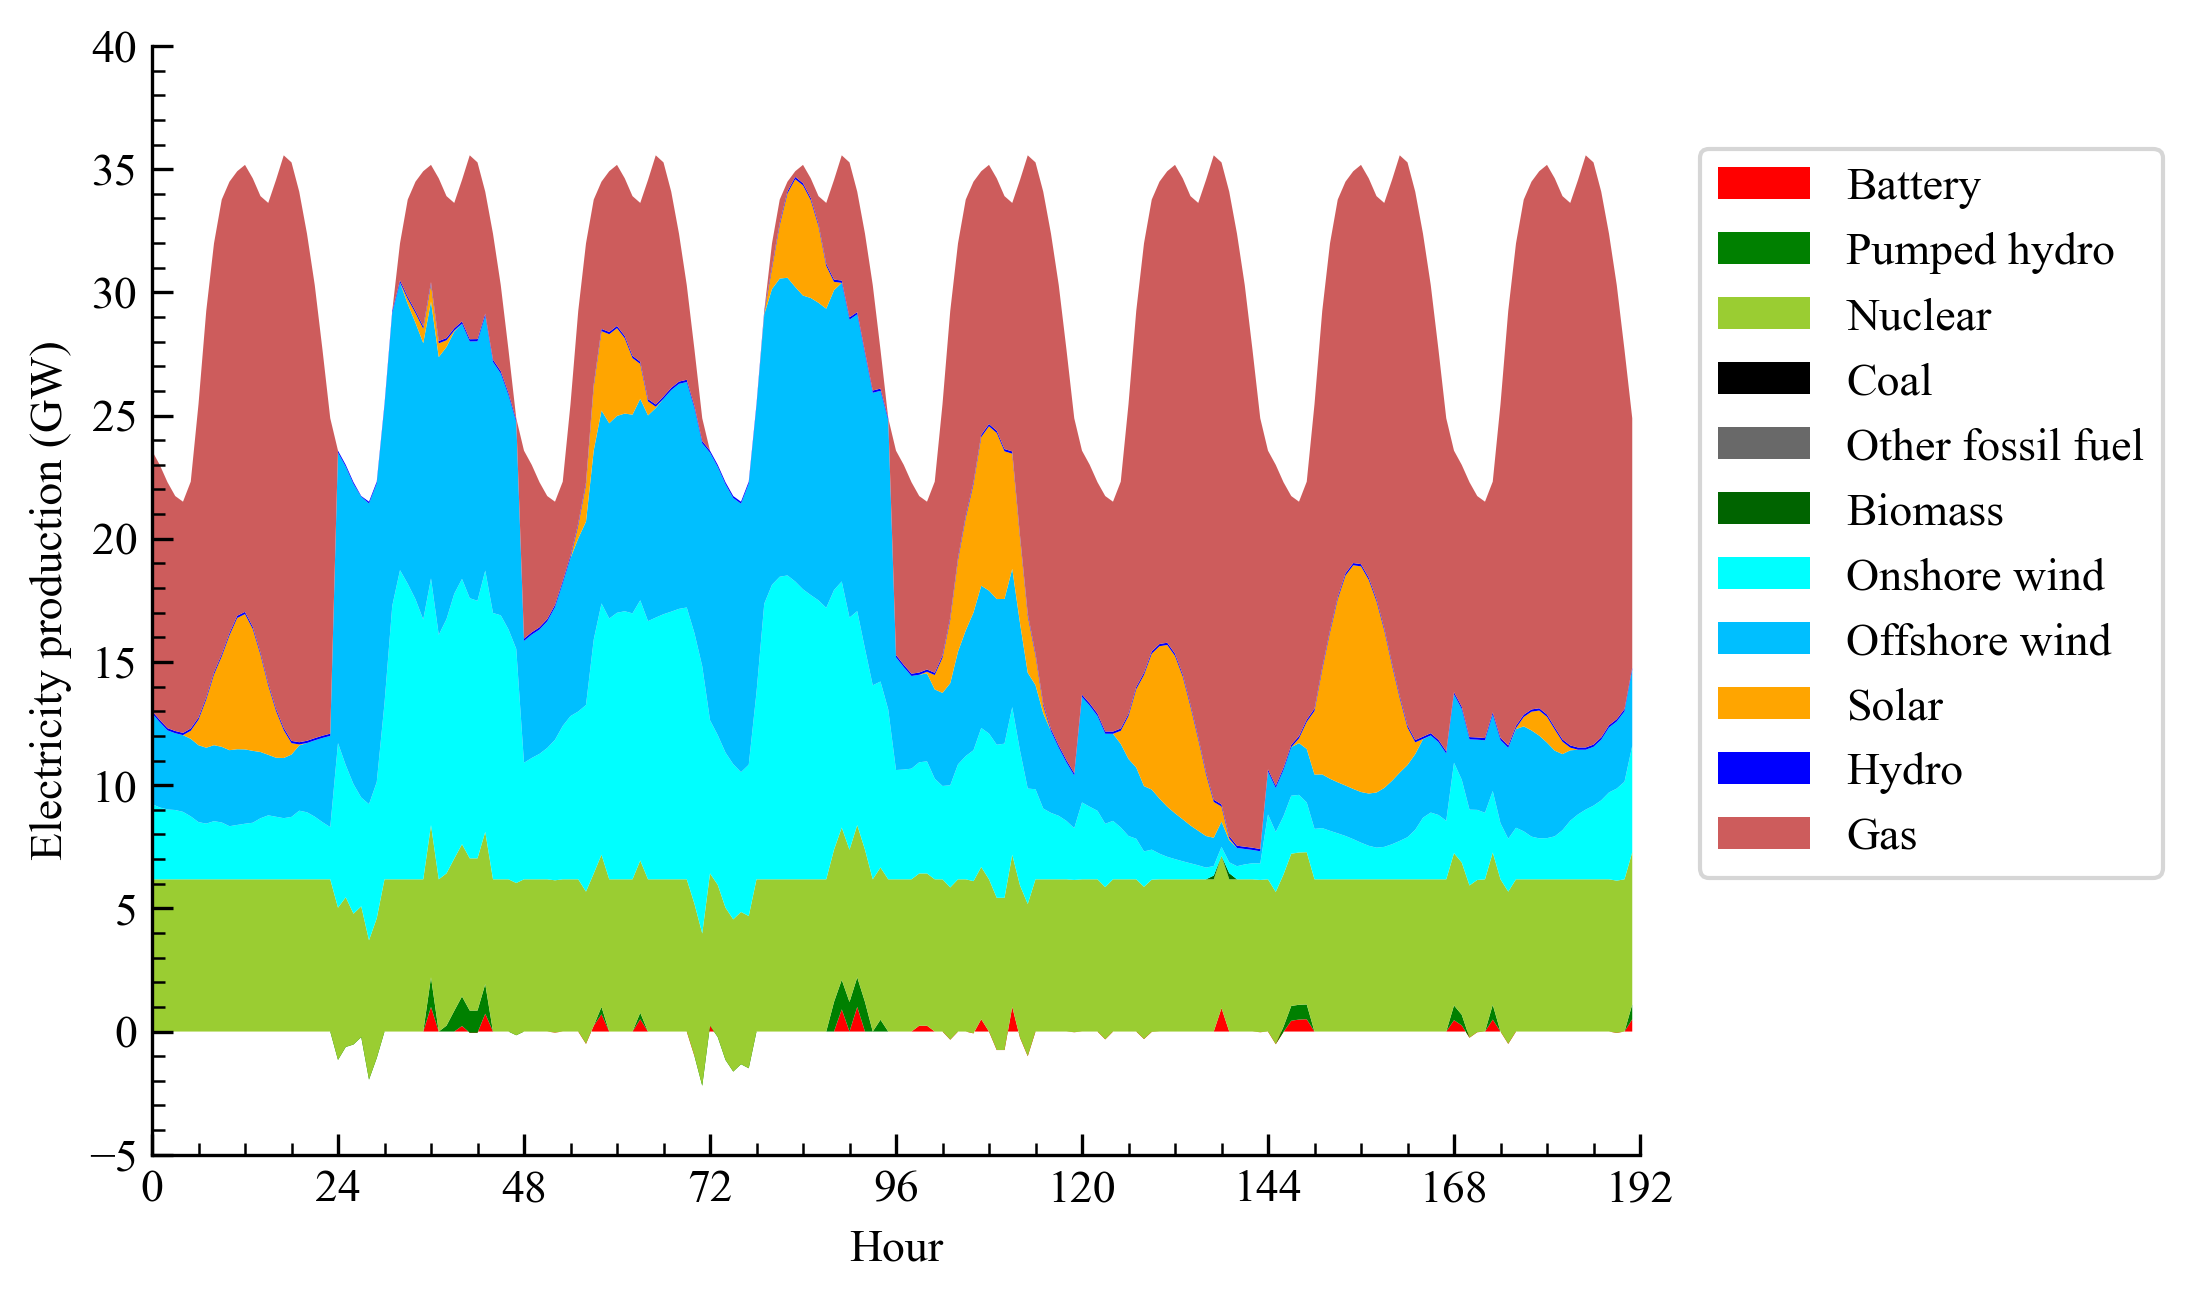 40
35
30
25
20
15
10
5
0
−5
Electricity production (GW)
0 24 48 72 96 120 144 168 192
Hour
Battery
Pumped hydro
Nuclear
Coal
Other fossil fuel
Biomass
Onshore wind
Offshore wind
Solar
Hydro
Gas